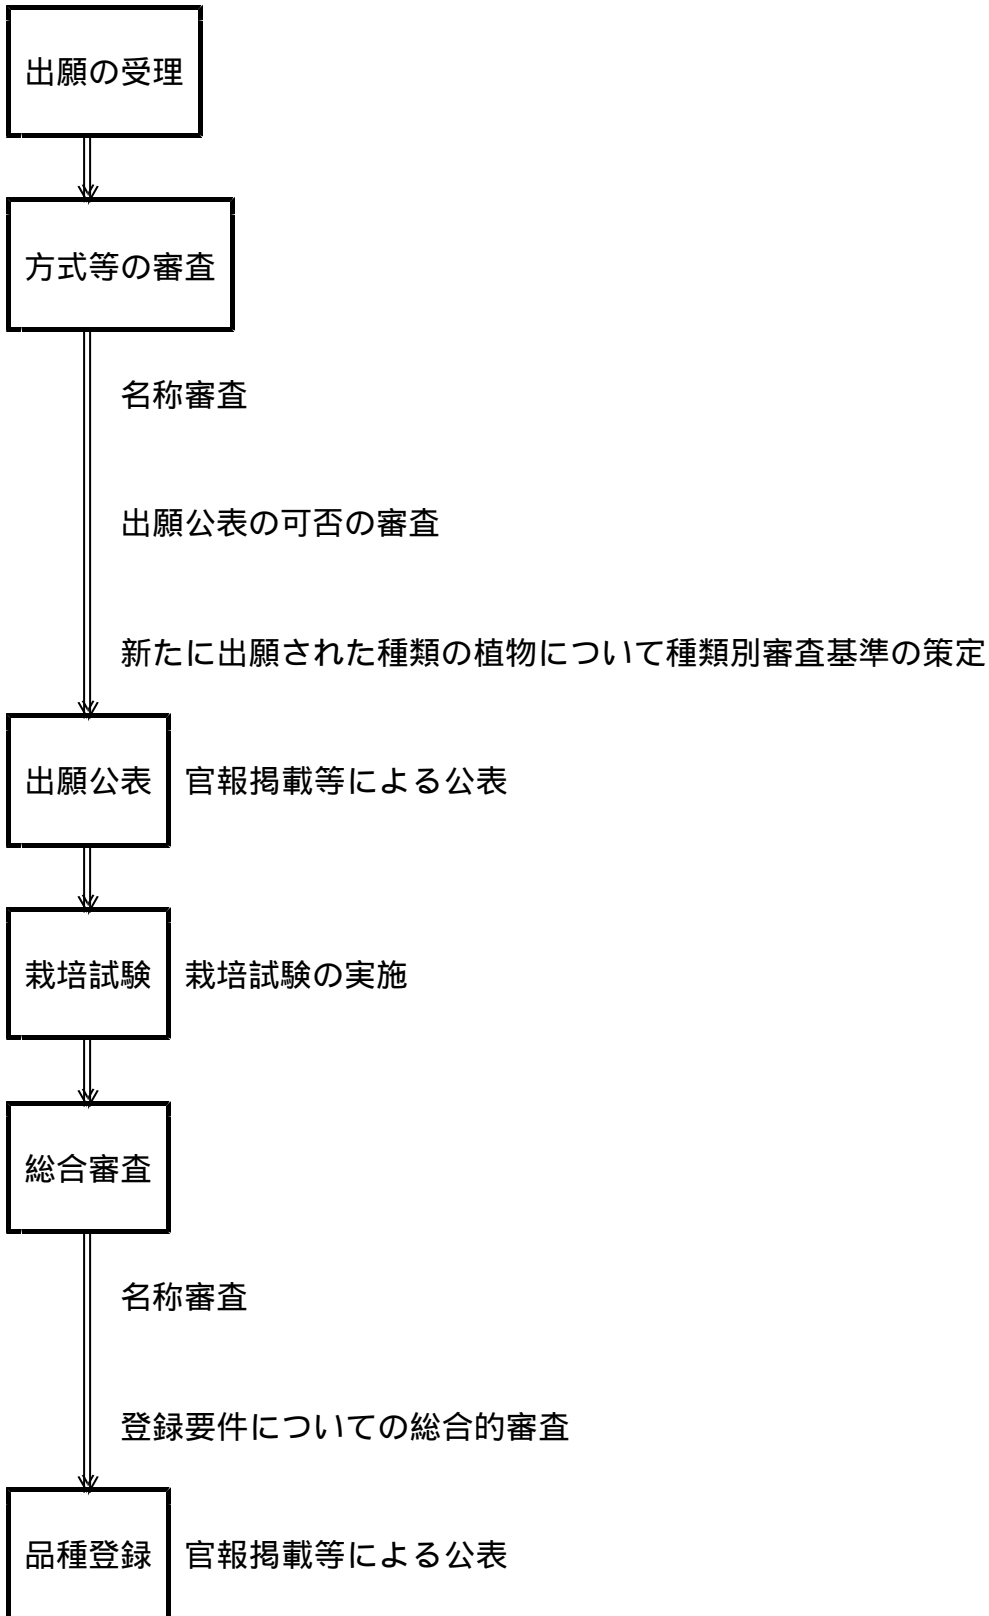 出願の受理
方式等の審査
名称審査
出願公表の可否の審査
新たに出願された種類の植物について種類別審査基準の策定
出願公表 官報掲載等による公表
栽培試験 栽培試験の実施
総合審査
名称審査
登録要件についての総合的審査
品種登録 官報掲載等による公表